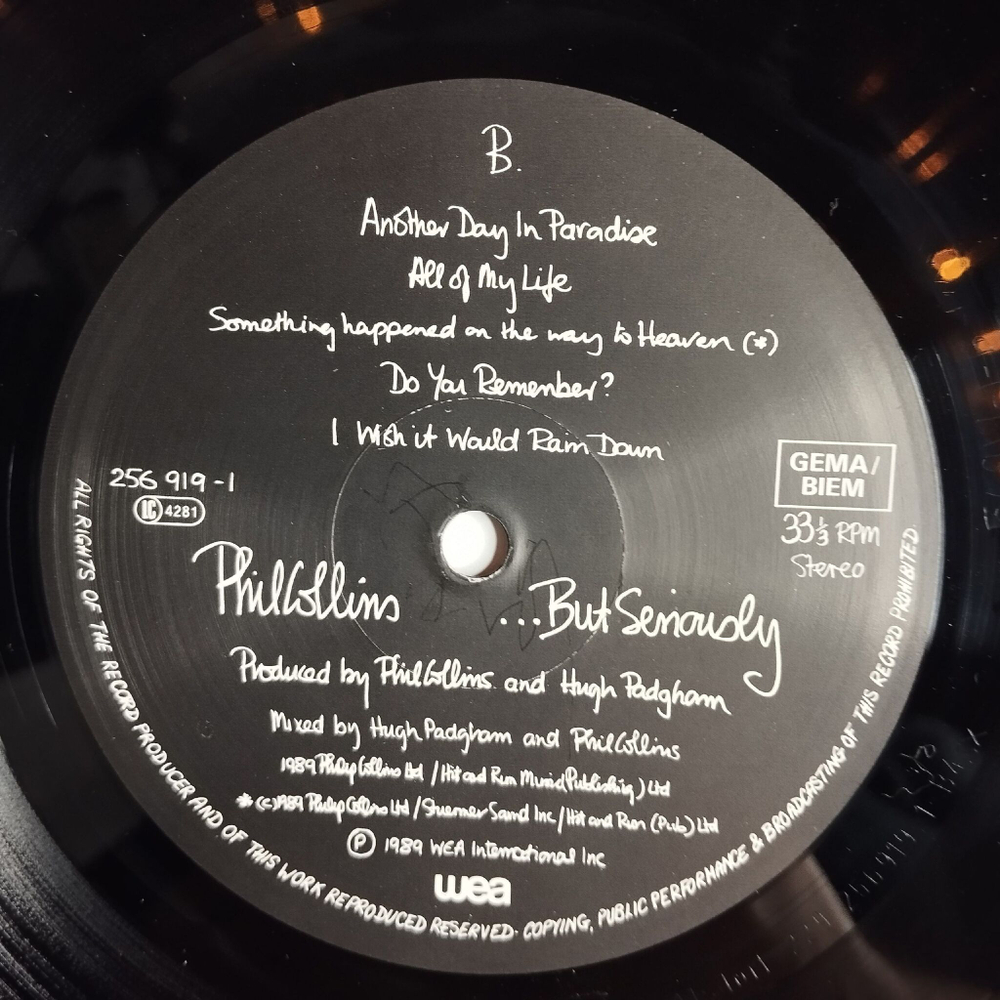 B.
Another Day In Paradise
All of My Life
Something happened on the way to Heaven (*)
Do You Remember?
I Wish it Would Rain Down
256 919-1
LC 4281
GEMA/
BIEM
33 1/3 RPM
Stereo
Phil Collins ...But Seriously
Produced by Phil Collins and Hugh Padgham
Mixed by Hugh Padgham and Phil Collins
1989 Philip Collins Ltd / Hit and Run Music (Publishing) Ltd
* (c) 1989 Philip Collins Ltd / Stuermer Sand Inc / Hit and Run (Pub) Ltd
℗ 1989 WEA International Inc
wea
ALL RIGHTS OF THE RECORD PRODUCER AND OF THIS WORK REPRODUCED RESERVED· COPYING, PUBLIC PERFORMANCE & BROADCASTING OF THIS RECORD PROHIBITED